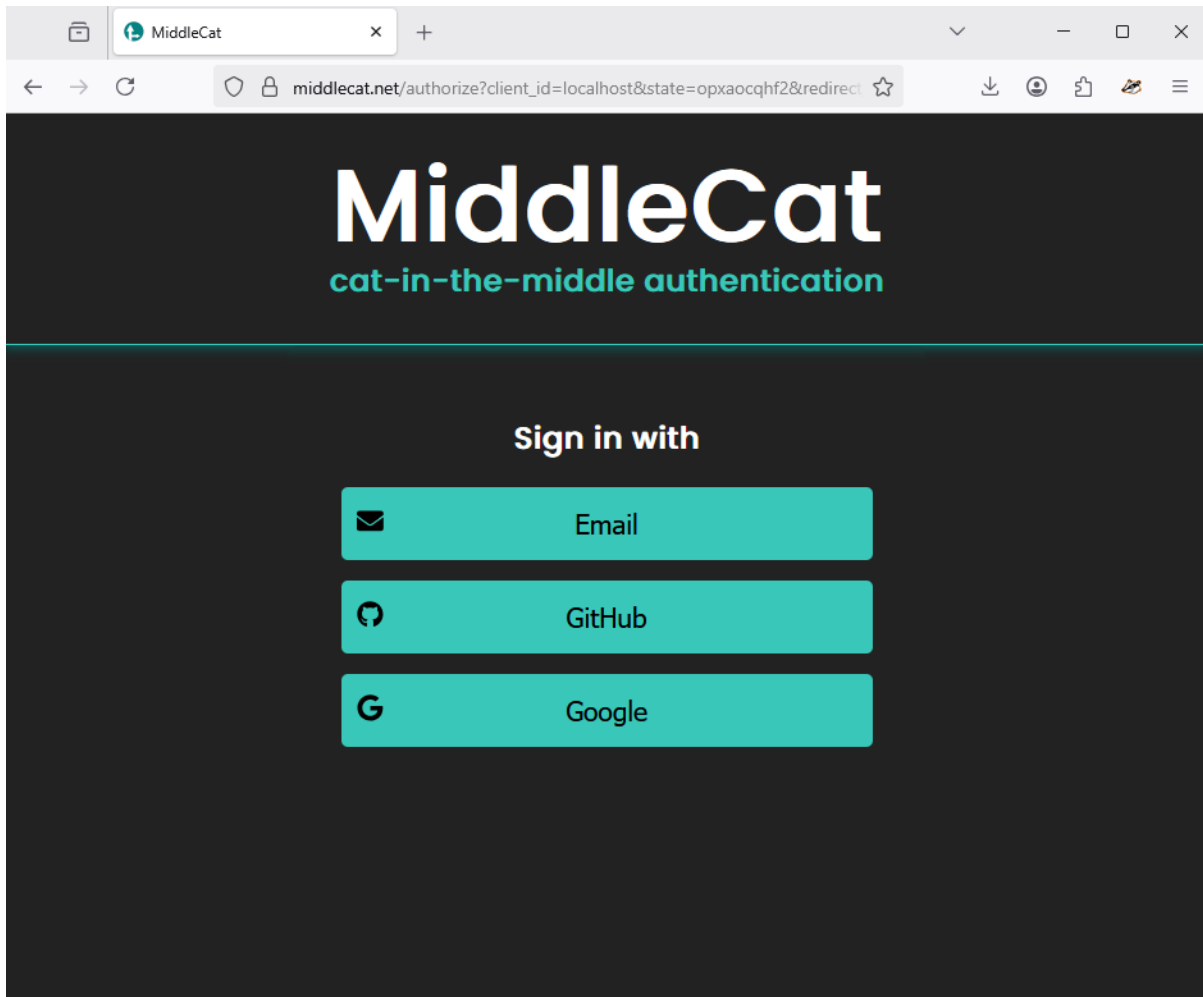 MiddleCat
middlecat.net/authorize?client_id=localhost&state=opxaocqhf2&redirect
MiddleCat
cat-in-the-middle authentication
Sign in with
Email
GitHub
Google